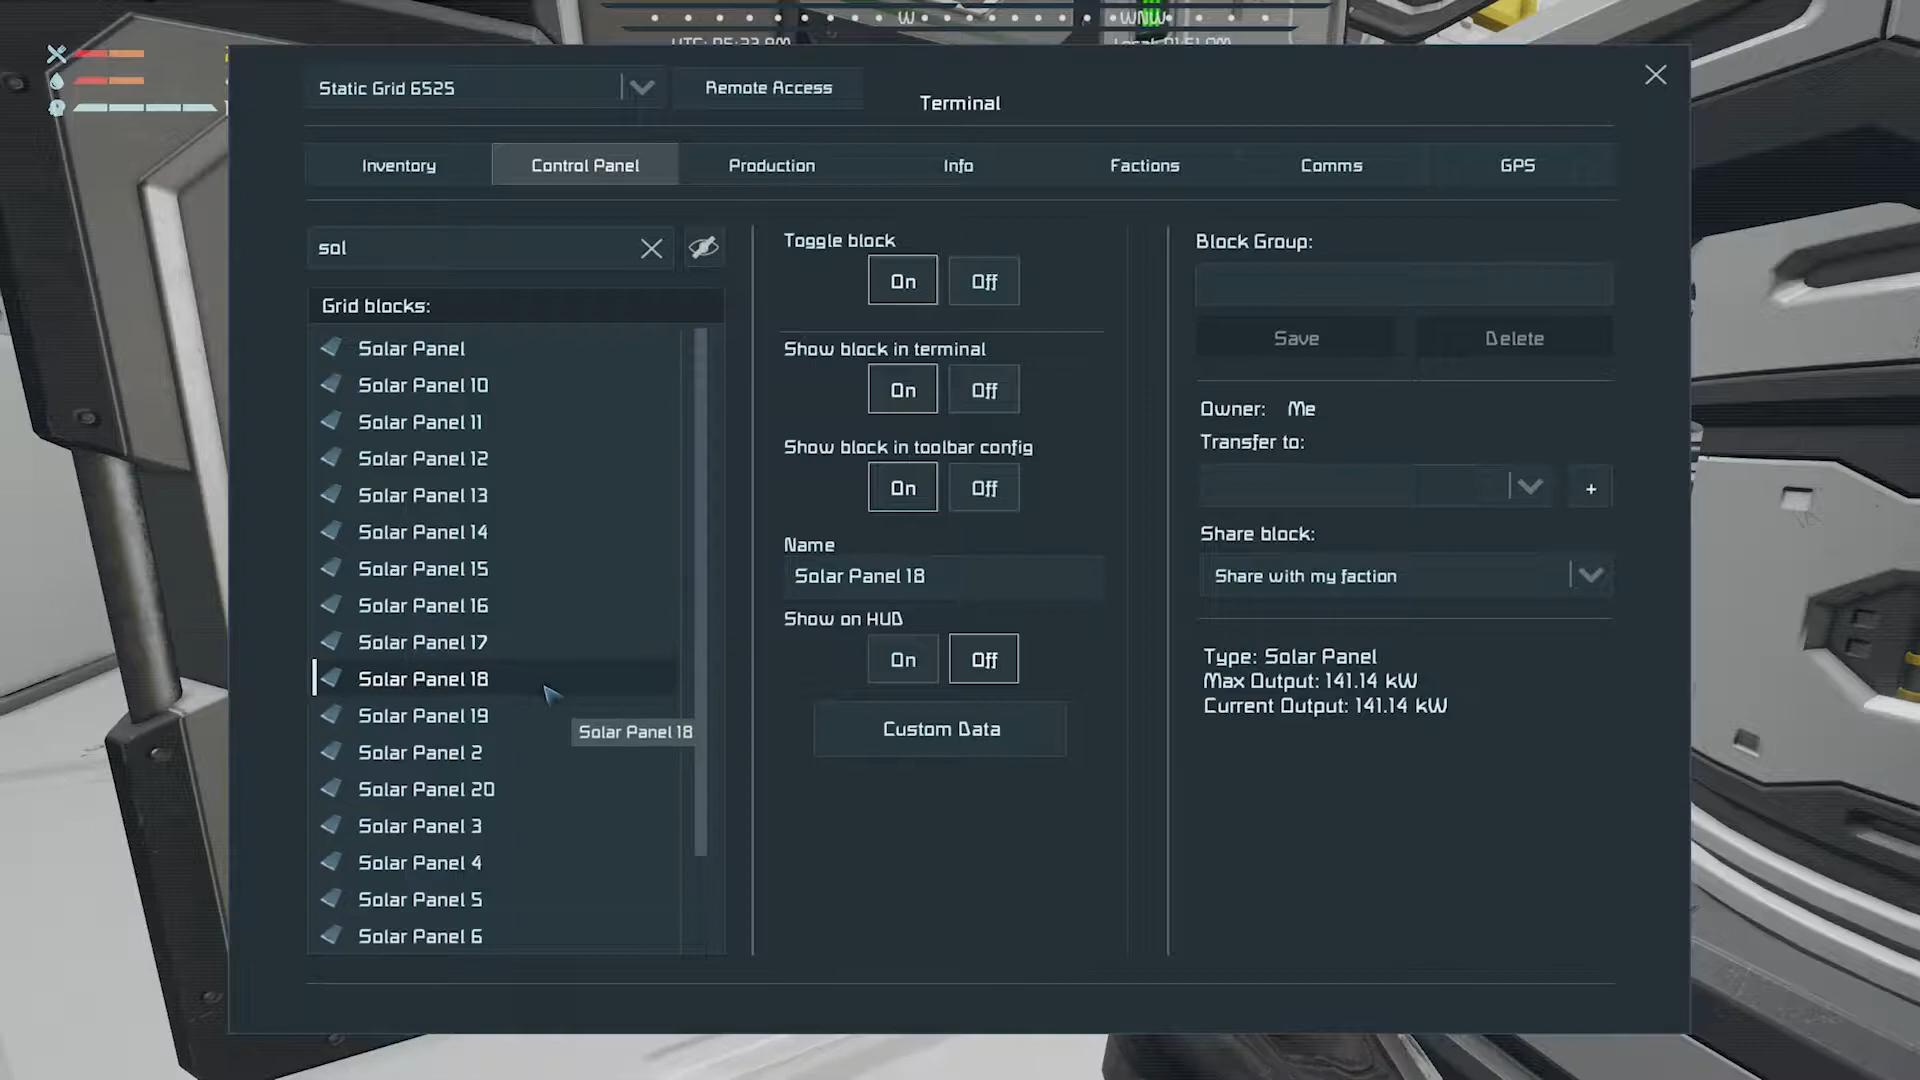 W
WNW
UTC: 05:33 AM
Static Grid 6525
Remote Access
Terminal
Inventory
Control Panel
Production
Info
Factions
Comms
GPS
sol
Grid blocks:
Solar Panel
Solar Panel 10
Solar Panel 11
Solar Panel 12
Solar Panel 13
Solar Panel 14
Solar Panel 15
Solar Panel 16
Solar Panel 17
Solar Panel 18
Solar Panel 19
Solar Panel 2
Solar Panel 20
Solar Panel 3
Solar Panel 4
Solar Panel 5
Solar Panel 6
Solar Panel 18
Toggle block
On Off
Show block in terminal
On Off
Show block in toolbar config
On Off
Name
Solar Panel 18
Show on HUD
On Off
Custom Data
Block Group:
Save Delete
Owner: Me
Transfer to:
+
Share block:
Share with my faction
Type: Solar Panel
Max Output: 141.14 kW
Current Output: 141.14 kW